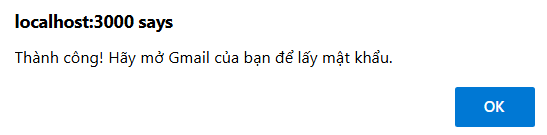 localhost:3000 says
Thành công! Hãy mở Gmail của bạn để lấy mật khẩu.
OK